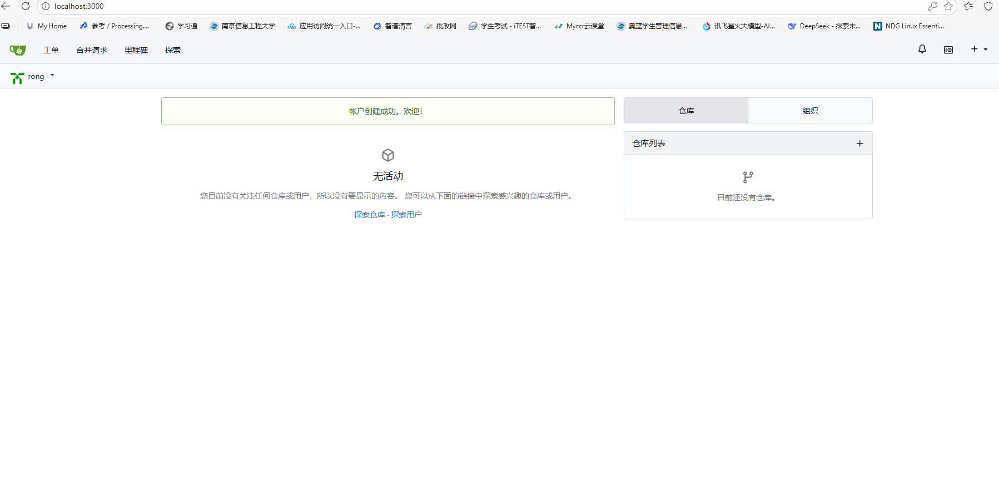 localhost:3000
My Home 参考 / Processing.... 学习通 南京信息工程大学 应用访问统一入口-... 智谱清言 批改网 学生考试 - iTEST智... Myccr云课堂 奥蓝学生管理信息... 讯飞星火大模型-AI... DeepSeek - 探索未... NDG Linux Essenti...
工单 合并请求 里程碑 探索
rong
帐户创建成功。欢迎！
仓库 组织
仓库列表
无活动
您目前没有关注任何仓库或用户，所以没有要显示的内容。 您可以从下面的链接中探索感兴趣的仓库或用户。
目前还没有仓库。
探索仓库 · 探索用户